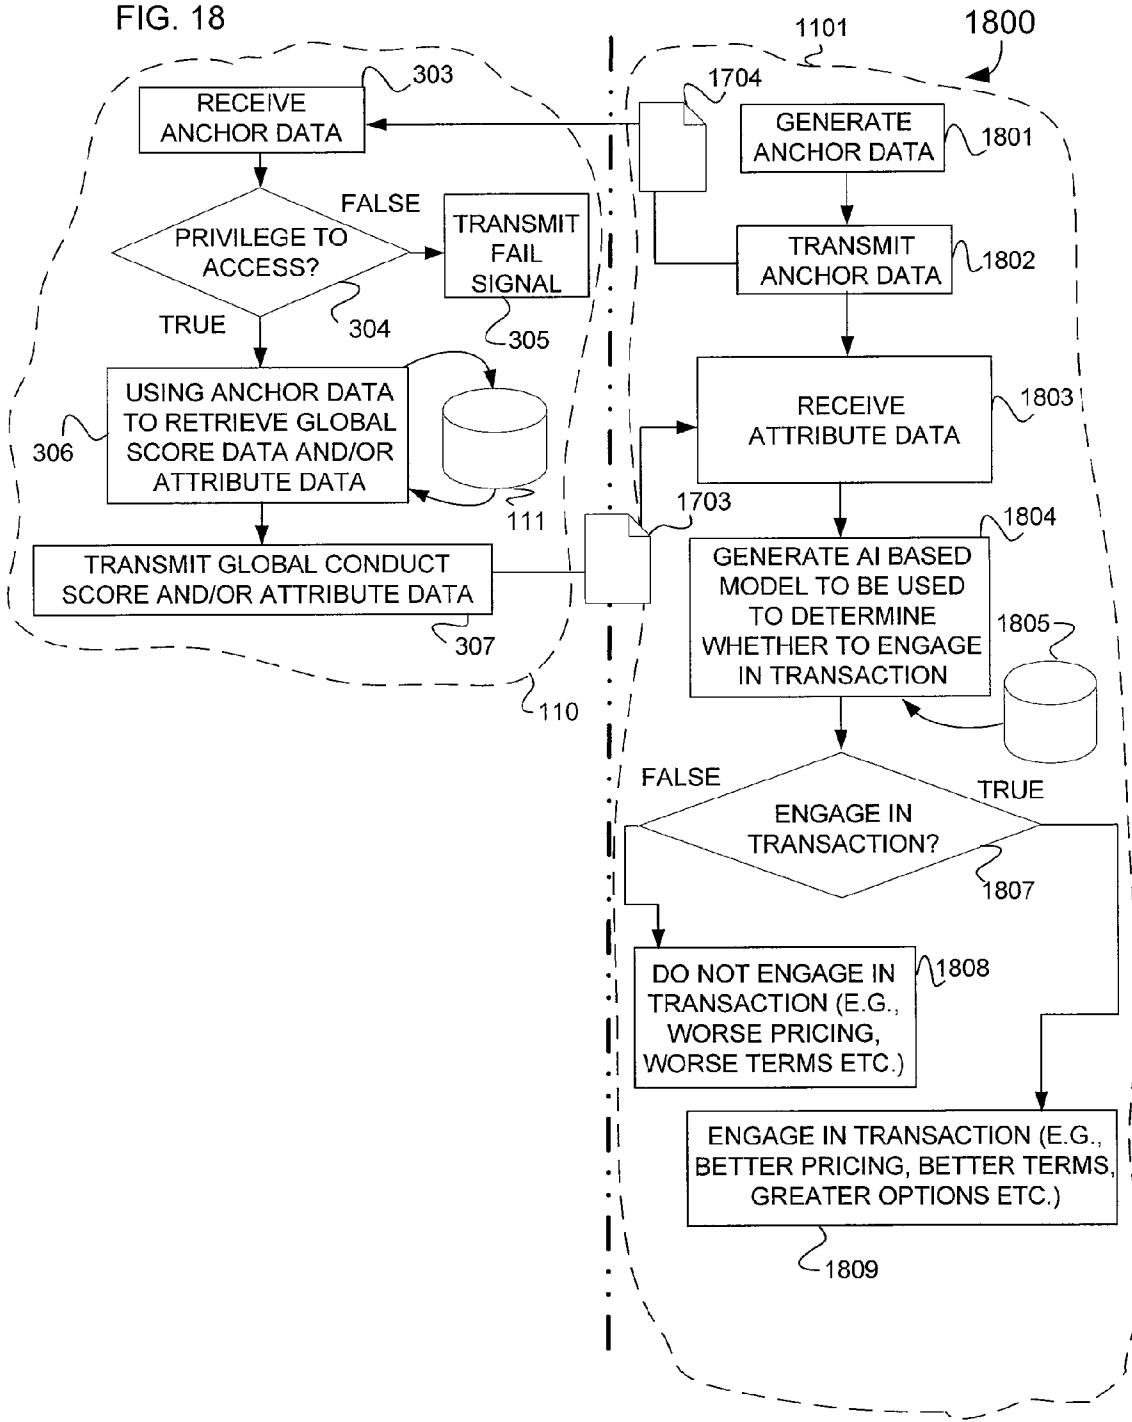 FIG. 18
1800
1101
303
RECEIVE
ANCHOR DATA
1704
GENERATE
ANCHOR DATA
1801
PRIVILEGE TO
ACCESS?
FALSE
TRUE
304
TRANSMIT
FAIL
SIGNAL
305
TRANSMIT
ANCHOR DATA
1802
USING ANCHOR DATA
TO RETRIEVE GLOBAL
SCORE DATA AND/OR
ATTRIBUTE DATA
306
111
RECEIVE
ATTRIBUTE DATA
1803
1703
TRANSMIT GLOBAL CONDUCT
SCORE AND/OR ATTRIBUTE DATA
307
110
1804
GENERATE AI BASED
MODEL TO BE USED
TO DETERMINE
WHETHER TO ENGAGE
IN TRANSACTION
1805
FALSE
TRUE
ENGAGE IN
TRANSACTION?
1807
DO NOT ENGAGE IN
TRANSACTION (E.G.,
WORSE PRICING,
WORSE TERMS ETC.)
1808
ENGAGE IN TRANSACTION (E.G.,
BETTER PRICING, BETTER TERMS,
GREATER OPTIONS ETC.)
1809